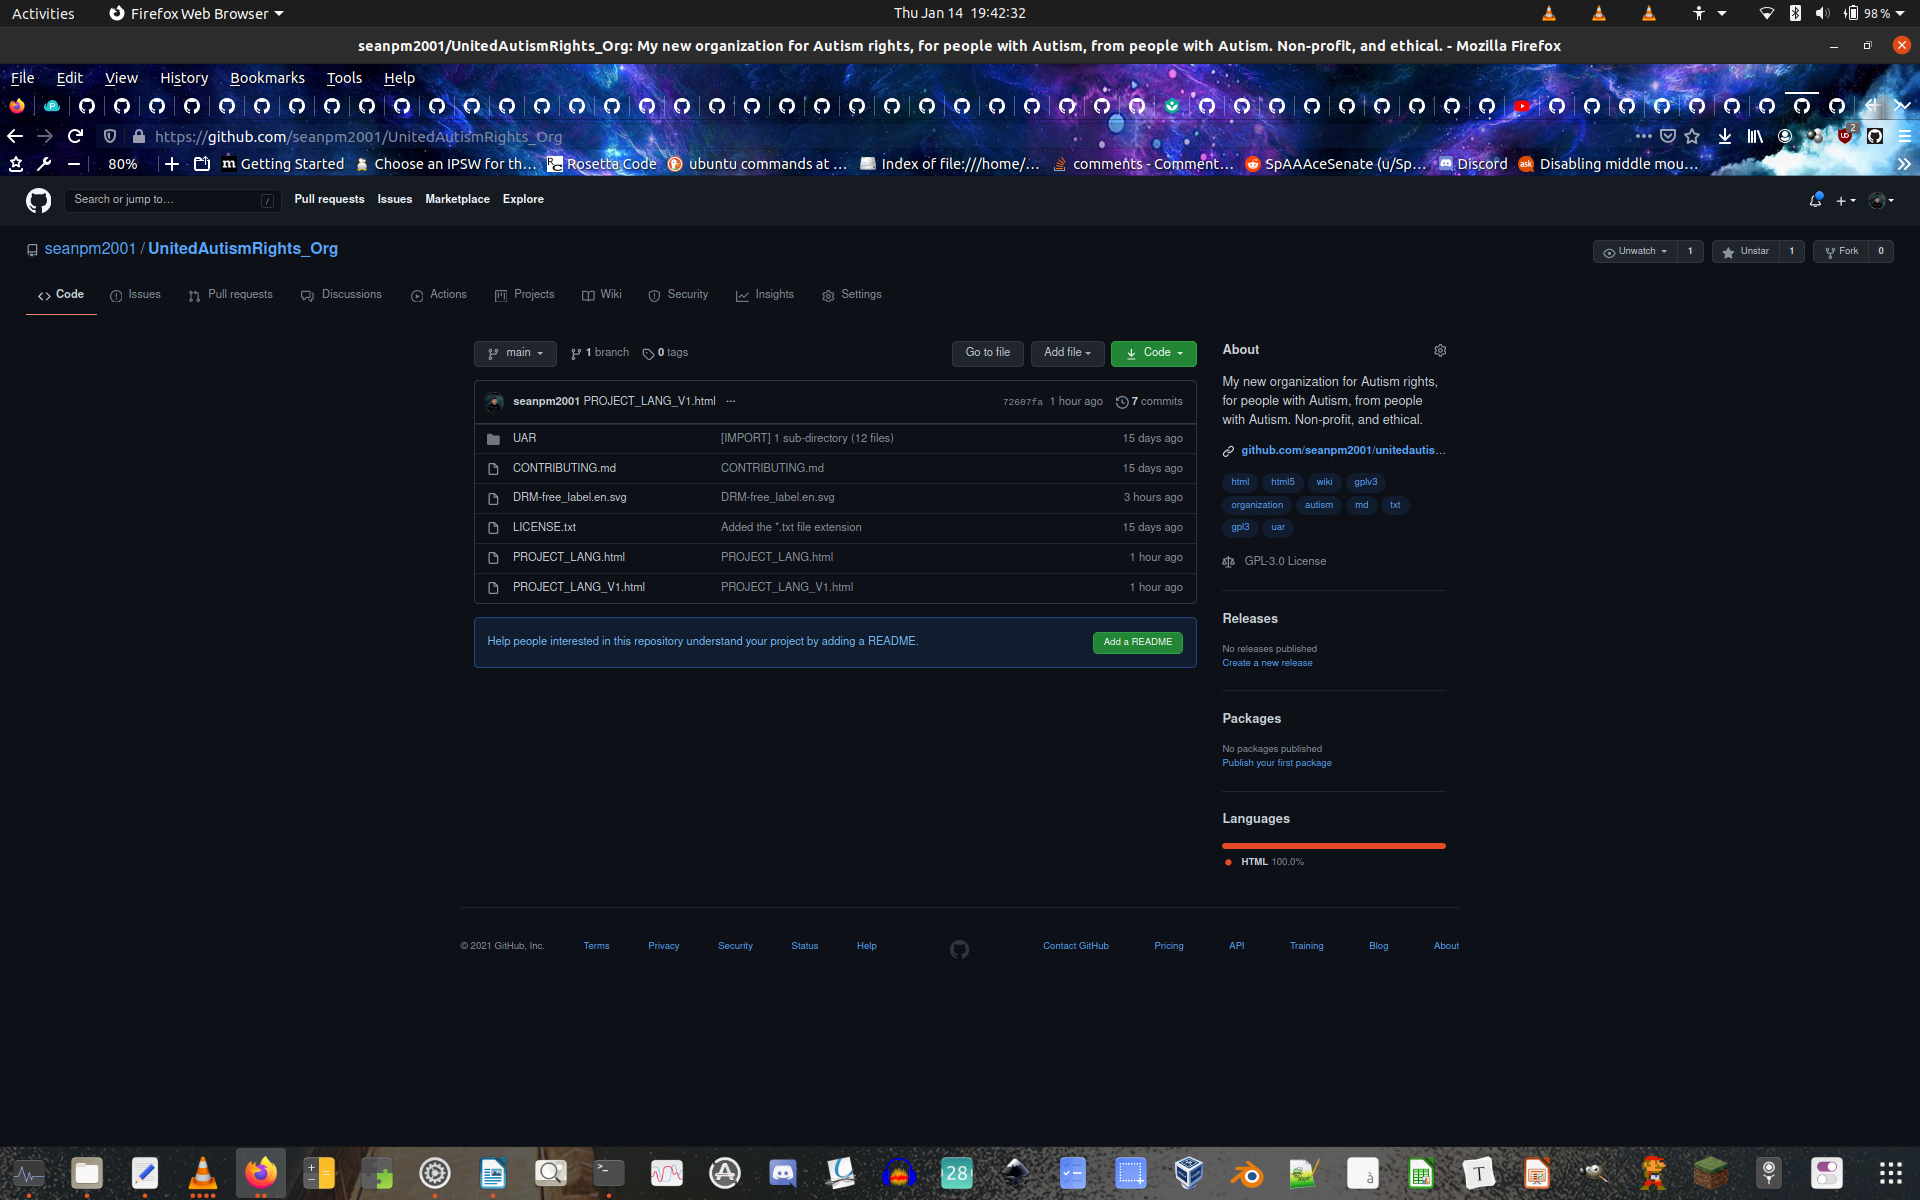 Activities
Firefox Web Browser
Thu Jan 14 19:42:32
98 %
seanpm2001/UnitedAutismRights_Org: My new organization for Autism rights, for people with Autism, from people with Autism. Non-profit, and ethical. - Mozilla Firefox
File Edit View History Bookmarks Tools Help
https://github.com/seanpm2001/UnitedAutismRights_Org
2
80%
Getting Started
Choose an IPSW for th…
Rosetta Code
ubuntu commands at …
Index of file:///home/…
comments - Comment…
SpAAAceSenate (u/Sp…
Discord
Disabling middle mou…
Search or jump to…
/
Pull requests Issues Marketplace Explore
seanpm2001 / UnitedAutismRights_Org
Unwatch 1
Unstar 1
Fork 0
Code
Issues
Pull requests
Discussions
Actions
Projects
Wiki
Security
Insights
Settings
main
1 branch
0 tags
Go to file
Add file
Code
seanpm2001 PROJECT_LANG_V1.html ...
72607fa 1 hour ago 7 commits
UAR [IMPORT] 1 sub-directory (12 files) 15 days ago
CONTRIBUTING.md CONTRIBUTING.md 15 days ago
DRM-free_label.en.svg DRM-free_label.en.svg 3 hours ago
LICENSE.txt Added the *.txt file extension 15 days ago
PROJECT_LANG.html PROJECT_LANG.html 1 hour ago
PROJECT_LANG_V1.html PROJECT_LANG_V1.html 1 hour ago
Help people interested in this repository understand your project by adding a README.
Add a README
About
My new organization for Autism rights,
for people with Autism, from people
with Autism. Non-profit, and ethical.
github.com/seanpm2001/unitedautis…
html html5 wiki gplv3
organization autism md txt
gpl3 uar
GPL-3.0 License
Releases
No releases published
Create a new release
Packages
No packages published
Publish your first package
Languages
HTML 100.0%
© 2021 GitHub, Inc. Terms Privacy Security Status Help
Contact GitHub Pricing API Training Blog About
28